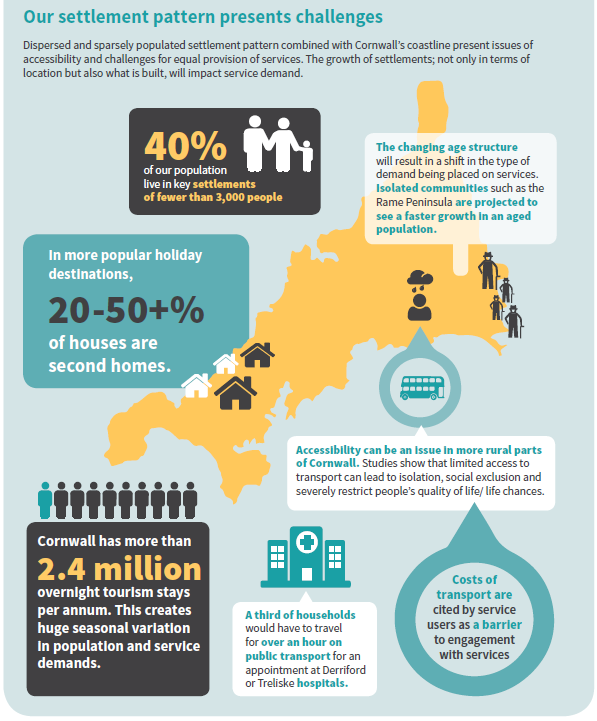 Our settlement pattern presents challenges
Dispersed and sparsely populated settlement pattern combined with Cornwall's coastline present issues of
accessibility and challenges for equal provision of services. The growth of settlements; not only in terms of
location but also what is built, will impact service demand.
40%
of our population
live in key settlements
of fewer than 3,000 people
The changing age structure
will result in a shift in the type of
demand being placed on services.
Isolated communities such as the
Rame Peninsula are projected to
see a faster growth in an aged
population.
In more popular holiday
destinations,
20-50+%
of houses are
second homes.
Accessibility can be an issue in more rural parts
of Cornwall. Studies show that limited access to
transport can lead to isolation, social exclusion and
severely restrict people's quality of life/ life chances.
Cornwall has more than
2.4 million
overnight tourism stays
per annum. This creates
huge seasonal variation
in population and service
demands.
A third of households
would have to travel
for over an hour on
public transport for an
appointment at Derriford
or Treliske hospitals.
Costs of
transport are
cited by service
users as a barrier
to engagement
with services